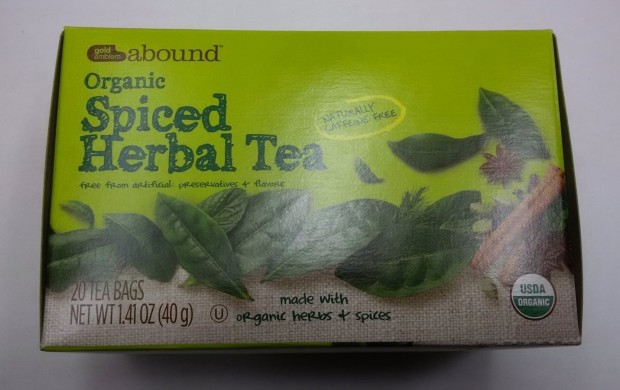 gold emblem abound™
Organic
Spiced
Herbal Tea
NATURALLY
CAFFEINE FREE
free from artificial preservatives + flavors
20 TEA BAGS
NET WT 1.41 OZ (40 g)
U
made with
organic herbs + spices
USDA
ORGANIC